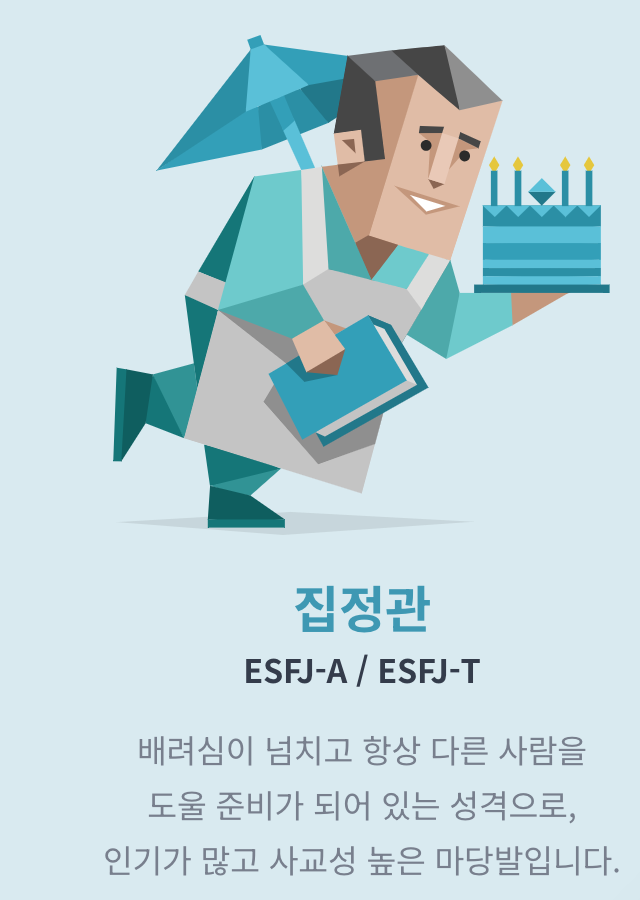 집정관
ESFJ-A / ESFJ-T
배려심이 넘치고 항상 다른 사람을
도울 준비가 되어 있는 성격으로,
인기가 많고 사교성 높은 마당발입니다.